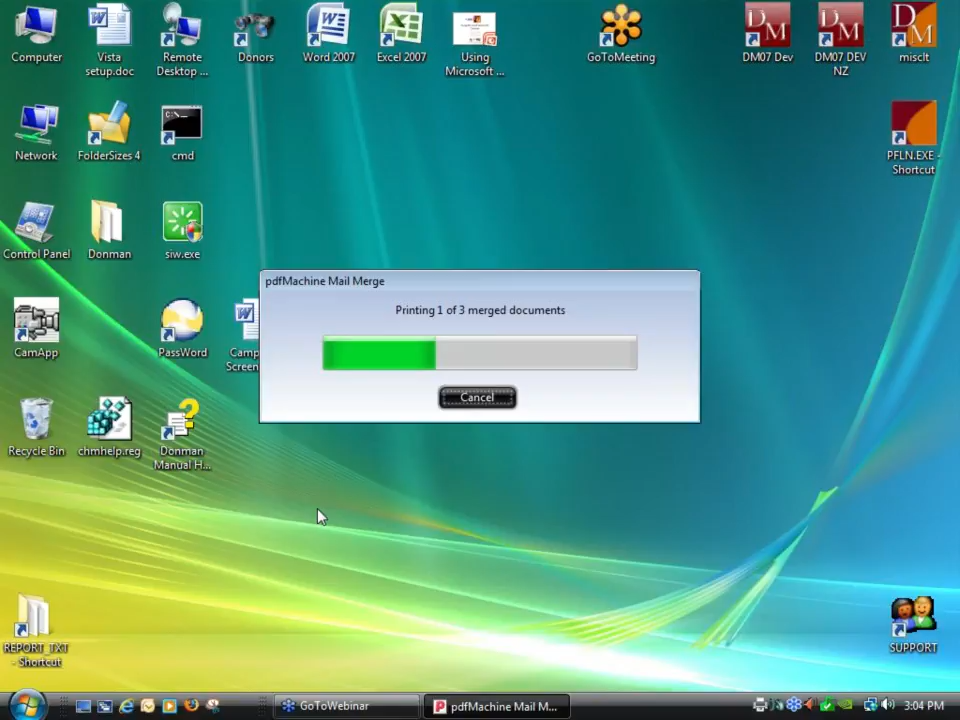 Computer
Vista
setup.doc
Remote
Desktop ...
Donors
Word 2007
Excel 2007
Using
Microsoft ...
GoToMeeting
DM07 Dev
DM07 DEV
NZ
misclt
Network
FolderSizes 4
cmd
PFLN.EXE -
Shortcut
Control Panel
Donman
siw.exe
pdfMachine Mail Merge
Printing 1 of 3 merged documents
Cancel
CamApp
PassWord
Camp
Screen
Recycle Bin
chmhelp.reg
Donman
Manual H...
REPORT_TXT
- Shortcut
SUPPORT
GoToWebinar
pdfMachine Mail M...
3:04 PM